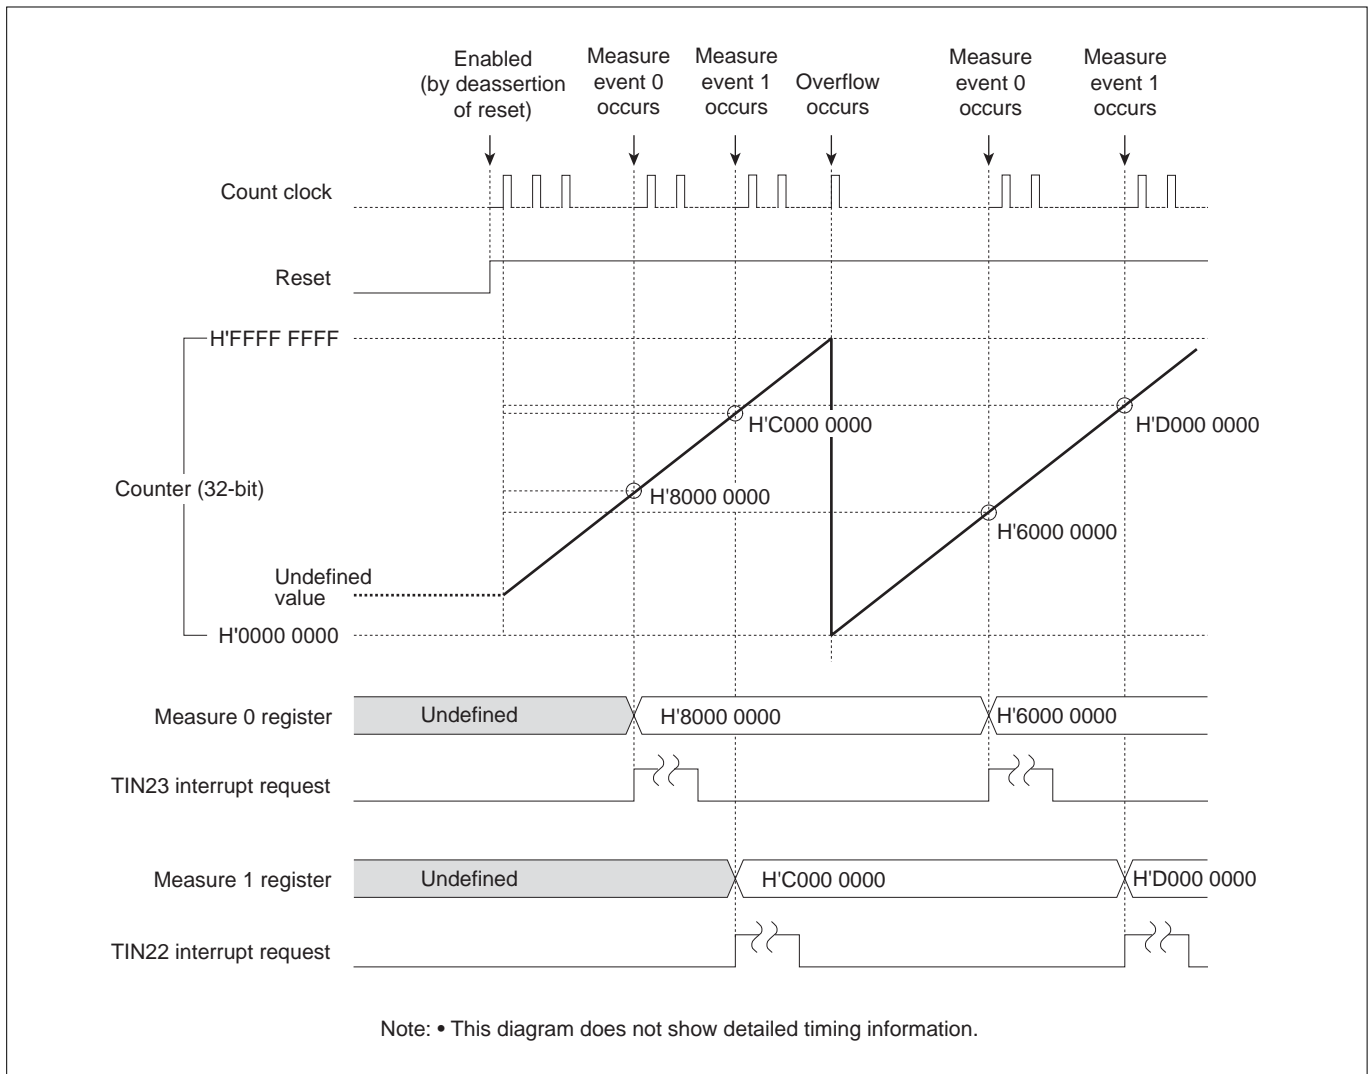 Enabled
(by deassertion
of reset)
Measure
event 0
occurs
Measure
event 1
occurs
Overflow
occurs
Measure
event 0
occurs
Measure
event 1
occurs
Count clock
Reset
H'FFFF FFFF
H'C000 0000
H'D000 0000
Counter (32-bit)
H'8000 0000
H'6000 0000
Undefined
value
H'0000 0000
Measure 0 register
Undefined
H'8000 0000
H'6000 0000
TIN23 interrupt request
Measure 1 register
Undefined
H'C000 0000
H'D000 0000
TIN22 interrupt request
Note: • This diagram does not show detailed timing information.